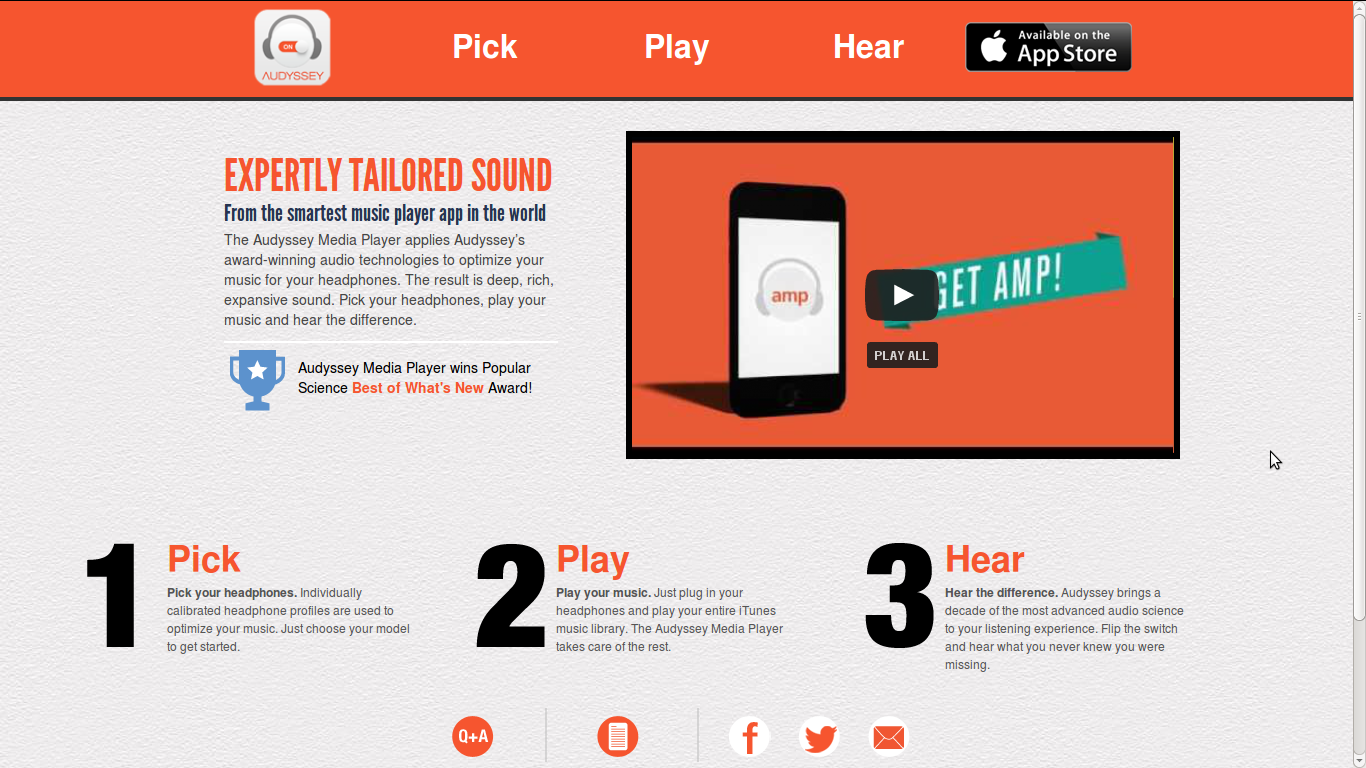 ON
AUDYSSEY
Pick
Play
Hear
Available on the
App Store
EXPERTLY TAILORED SOUND
From the smartest music player app in the world
The Audyssey Media Player applies Audyssey's
award-winning audio technologies to optimize your
music for your headphones. The result is deep, rich,
expansive sound. Pick your headphones, play your
music and hear the difference.
Audyssey Media Player wins Popular
Science Best of What's New Award!
amp
GET AMP!
PLAY ALL
1
Pick
Pick your headphones. Individually
calibrated headphone profiles are used to
optimize your music. Just choose your model
to get started.
2
Play
Play your music. Just plug in your
headphones and play your entire iTunes
music library. The Audyssey Media Player
takes care of the rest.
3
Hear
Hear the difference. Audyssey brings a
decade of the most advanced audio science
to your listening experience. Flip the switch
and hear what you never knew you were
missing.
Q+A
f